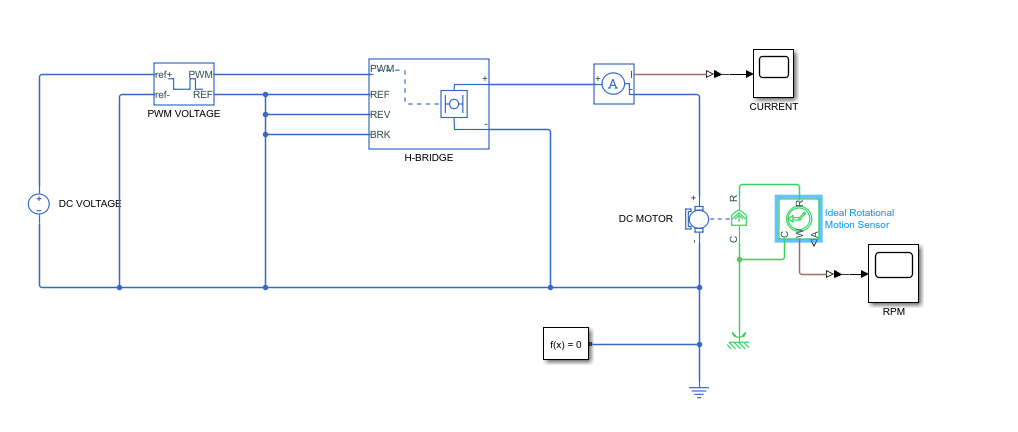 ref+ PWM
ref- REF
PWM VOLTAGE
PWM
REF
REV
BRK
+
-
H-BRIDGE
+ A I
-
CURRENT
DC VOLTAGE
+
-
DC MOTOR
+
-
R
C
R
C W A
Ideal Rotational
Motion Sensor
RPM
f(x) = 0